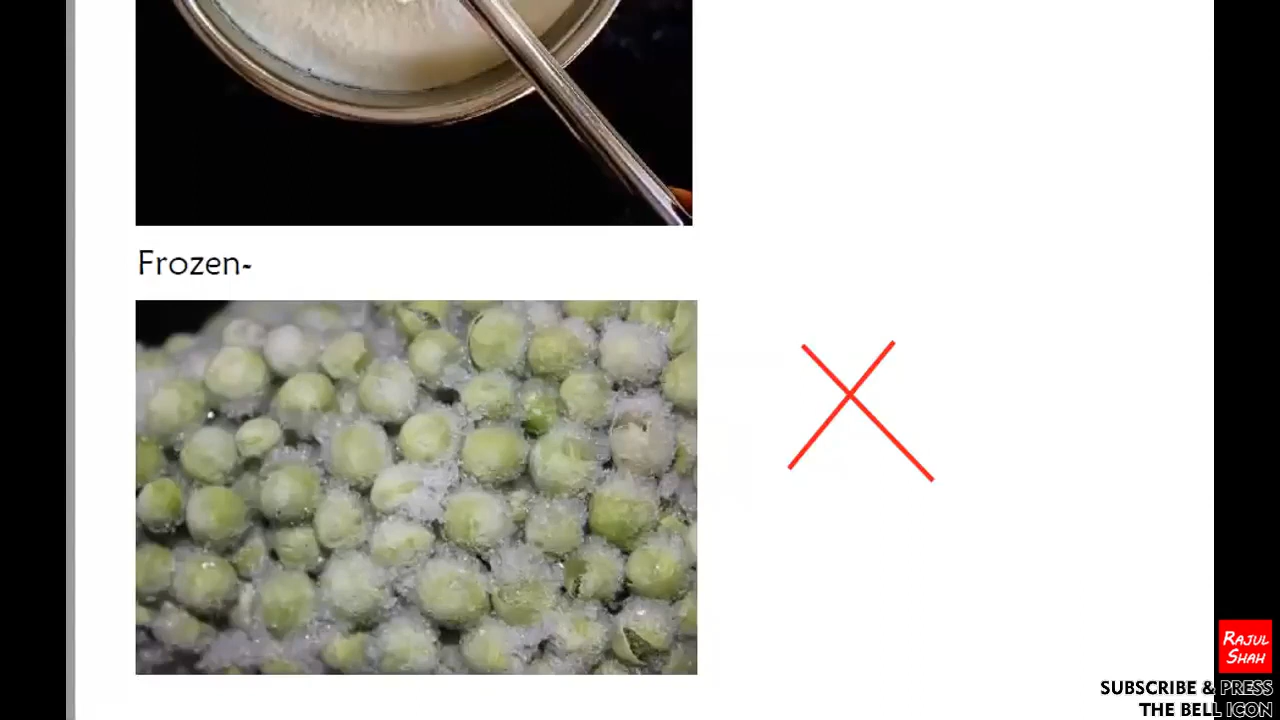 Frozen-
RAJUL
SHAH
SUBSCRIBE & PRESS
THE BELL ICON